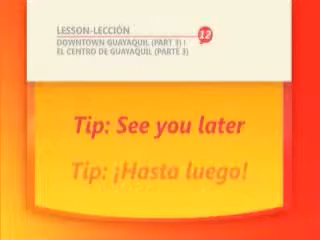 LESSON-LECCIÓN
12
DOWNTOWN GUAYAQUIL (PART 3) |
EL CENTRO DE GUAYAQUIL (PARTE 3)
Tip: See you later
Tip: ¡Hasta luego!